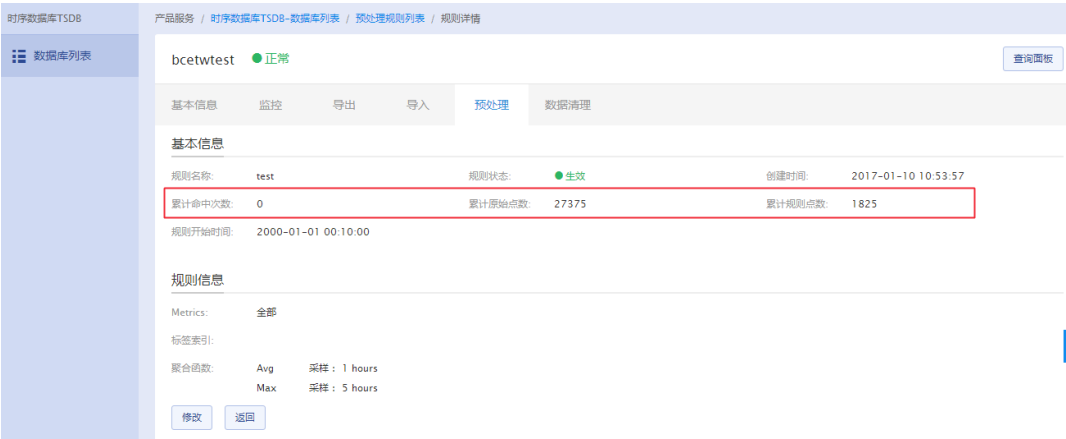 时序数据库TSDB
产品服务 / 时序数据库TSDB-数据库列表 / 预处理规则列表 / 规则详情
数据库列表
bcetwtest 正常
查询面板
基本信息 监控 导出 导入 预处理 数据清理
基本信息
规则名称: test 规则状态: 生效 创建时间: 2017-01-10 10:53:57
累计命中次数: 0 累计原始点数: 27375 累计规则点数: 1825
规则开始时间: 2000-01-01 00:10:00
规则信息
Metrics: 全部
标签索引:
聚合函数: Avg 采样： 1 hours
Max 采样： 5 hours
修改 返回